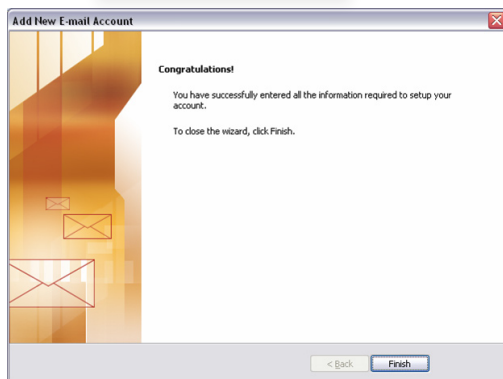 Add New E-mail Account
Congratulations!
You have successfully entered all the information required to setup your
account.
To close the wizard, click Finish.
< Back
Finish